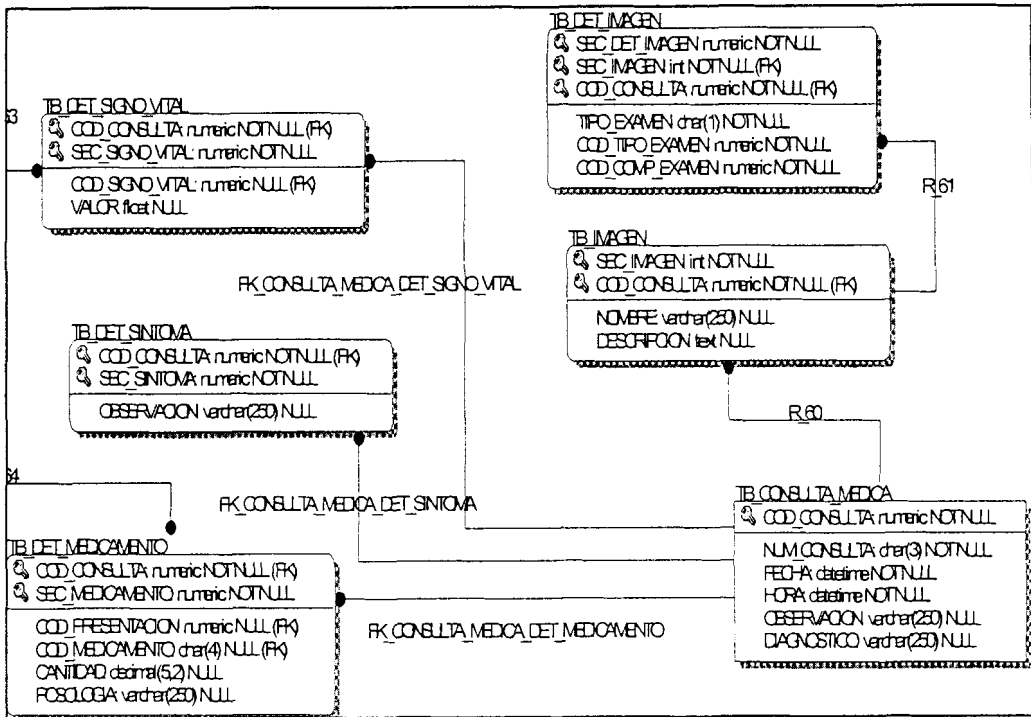 TB_DET_IMAGEN
SEC_DET_IMAGEN: numeric NOT NULL
SEC_IMAGEN: int NOT NULL (FK)
COD_CONSULTA: numeric NOT NULL (FK)
TIPO_EXAMEN: char(1) NOT NULL
COD_TIPO_EXAMEN: numeric NOT NULL
COD_COMP_EXAMEN: numeric NOT NULL
TB_DET_SIGNO_VITAL
COD_CONSULTA: numeric NOT NULL (FK)
SEC_SIGNO_VITAL: numeric NOT NULL
COD_SIGNO_VITAL: numeric NULL (FK)
VALOR: float NULL
R_61
TB_IMAGEN
SEC_IMAGEN: int NOT NULL
COD_CONSULTA: numeric NOT NULL (FK)
NOMBRE: varchar(250) NULL
DESCRIPCION: text NULL
FK_CONSULTA_MEDICA_DET_SIGNO_VITAL
TB_DET_SINTOMA
COD_CONSULTA: numeric NOT NULL (FK)
SEC_SINTOMA: numeric NOT NULL
OBSERVACION: varchar(250) NULL
R_60
FK_CONSULTA_MEDICA_DET_SINTOMA
TB_CONSULTA_MEDICA
COD_CONSULTA: numeric NOT NULL
NUM_CONSULTA: char(3) NOT NULL
FECHA: datetime NOT NULL
HORA: datetime NOT NULL
OBSERVACION: varchar(250) NULL
DIAGNOSTICO: varchar(250) NULL
TB_DET_MEDICAMENTO
COD_CONSULTA: numeric NOT NULL (FK)
SEC_MEDICAMENTO: numeric NOT NULL
COD_PRESENTACION: numeric NULL (FK)
COD_MEDICAMENTO: char(4) NULL (FK)
CANTIDAD: decimal(5,2) NULL
POSOLOGIA: varchar(250) NULL
FK_CONSULTA_MEDICA_DET_MEDICAMENTO